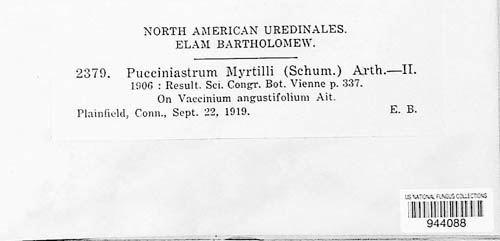 NORTH AMERICAN UREDINALES.
ELAM BARTHOLOMEW.
2379. Pucciniastrum Myrtilli (Schum.) Arth.—II.
1906 : Result. Sci. Congr. Bot. Vienne p. 337.
On Vaccinium angustifolium Ait.
Plainfield, Conn., Sept. 22, 1919. E. B.
US NATIONAL FUNGUS COLLECTIONS
944088